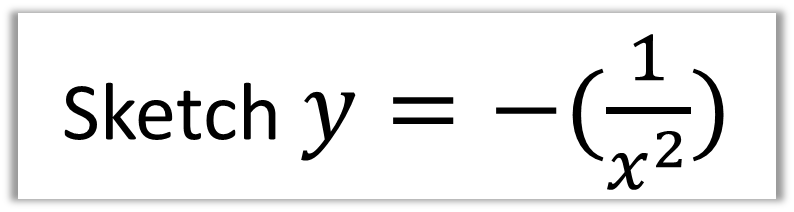 Sketch y = −(1/x²)